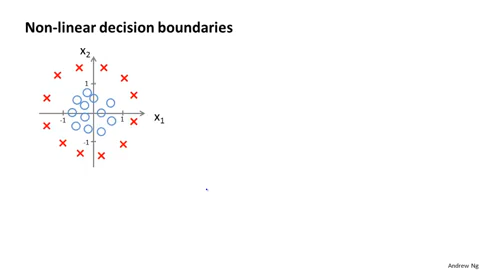 Non-linear decision boundaries
x2
1
-1
1
x1
-1
Andrew Ng